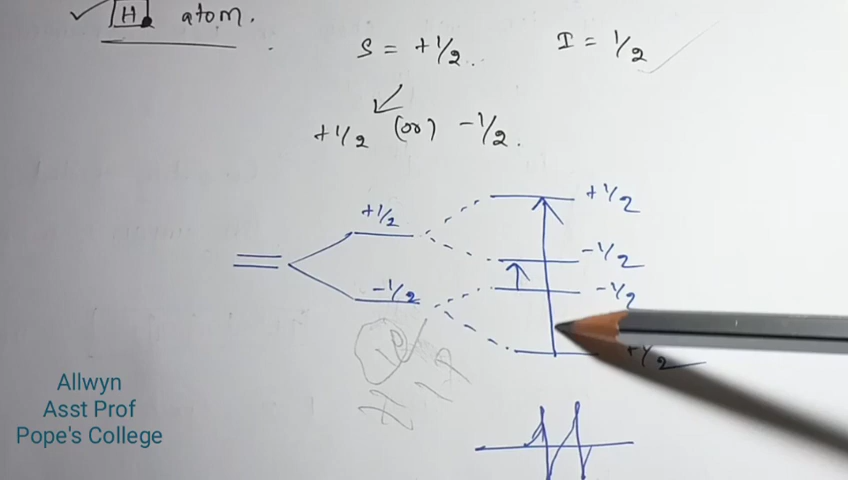 ✓ H• atom.
S = +1/2. I = 1/2
+1/2 (or) -1/2.
+1/2
+1/2
-1/2
-1/2
-1/2
+1/2
Allwyn
Asst Prof
Pope's College